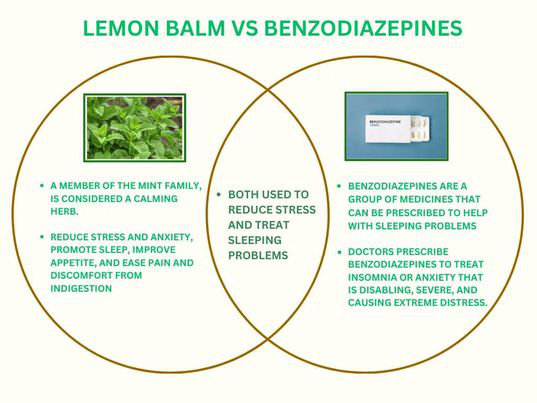 LEMON BALM VS BENZODIAZEPINES
• A MEMBER OF THE MINT FAMILY,
IS CONSIDERED A CALMING
HERB.
• REDUCE STRESS AND ANXIETY,
PROMOTE SLEEP, IMPROVE
APPETITE, AND EASE PAIN AND
DISCOMFORT FROM
INDIGESTION
• BOTH USED TO
REDUCE STRESS
AND TREAT
SLEEPING
PROBLEMS
BENZODIAZEPINE
• BENZODIAZEPINES ARE A
GROUP OF MEDICINES THAT
CAN BE PRESCRIBED TO HELP
WITH SLEEPING PROBLEMS
• DOCTORS PRESCRIBE
BENZODIAZEPINES TO TREAT
INSOMNIA OR ANXIETY THAT
IS DISABLING, SEVERE, AND
CAUSING EXTREME DISTRESS.